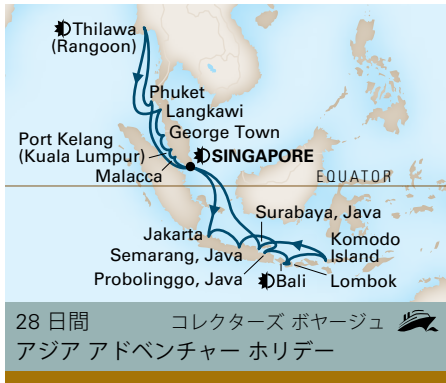 Thilawa
(Rangoon)
Phuket
Langkawi
George Town
Port Kelang
(Kuala Lumpur)
SINGAPORE
Malacca
EQUATOR
Surabaya, Java
Jakarta
Komodo
Island
Semarang, Java
Probolinggo, Java
Bali
Lombok
28 日間 コレクターズ ボヤージュ
アジア アドベンチャー ホリデー